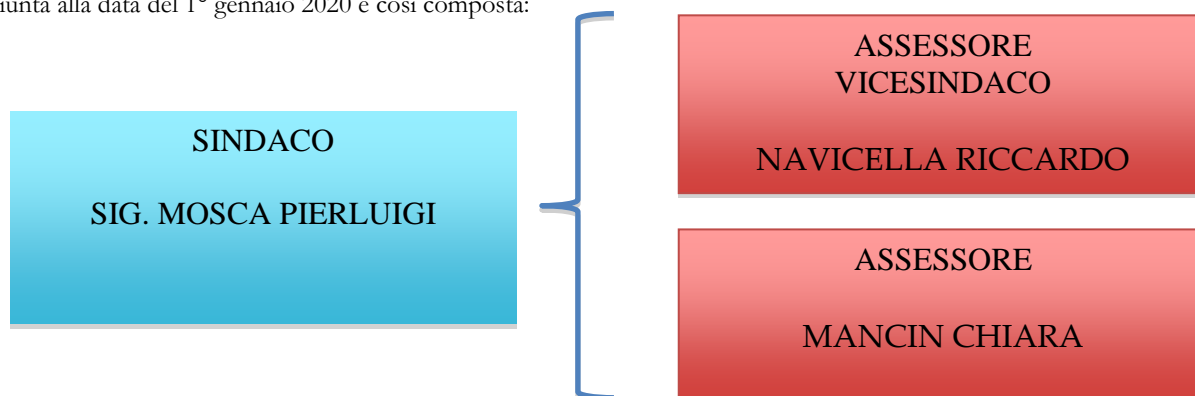 iunta alla data del 1° gennaio 2020 è così composta:
SINDACO
SIG. MOSCA PIERLUIGI
ASSESSORE
VICESINDACO
NAVICELLA RICCARDO
ASSESSORE
MANCIN CHIARA